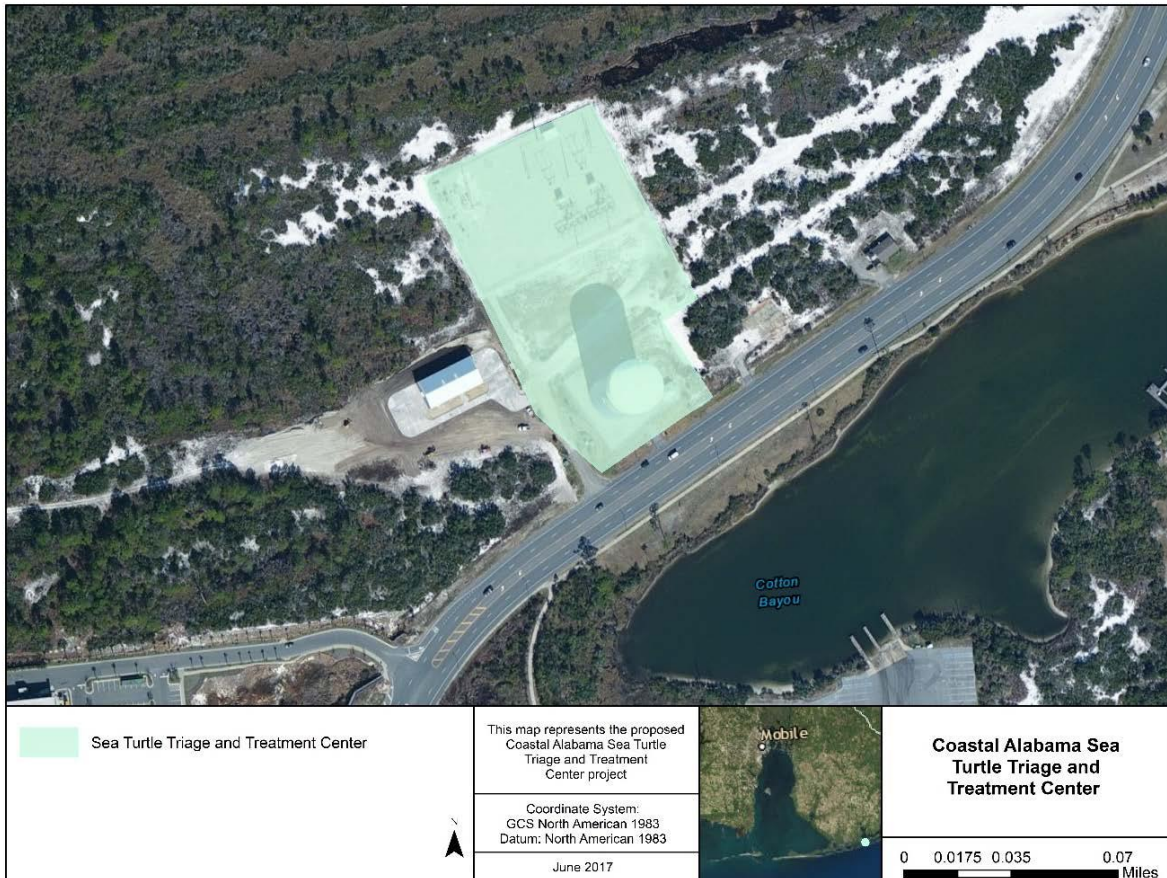 Cotton
Bayou
Sea Turtle Triage and Treatment Center
This map represents the proposed
Coastal Alabama Sea Turtle
Triage and Treatment
Center project
Coordinate System:
GCS North American 1983
Datum: North American 1983
June 2017
Mobile
Coastal Alabama Sea
Turtle Triage and
Treatment Center
0 0.0175 0.035 0.07
Miles